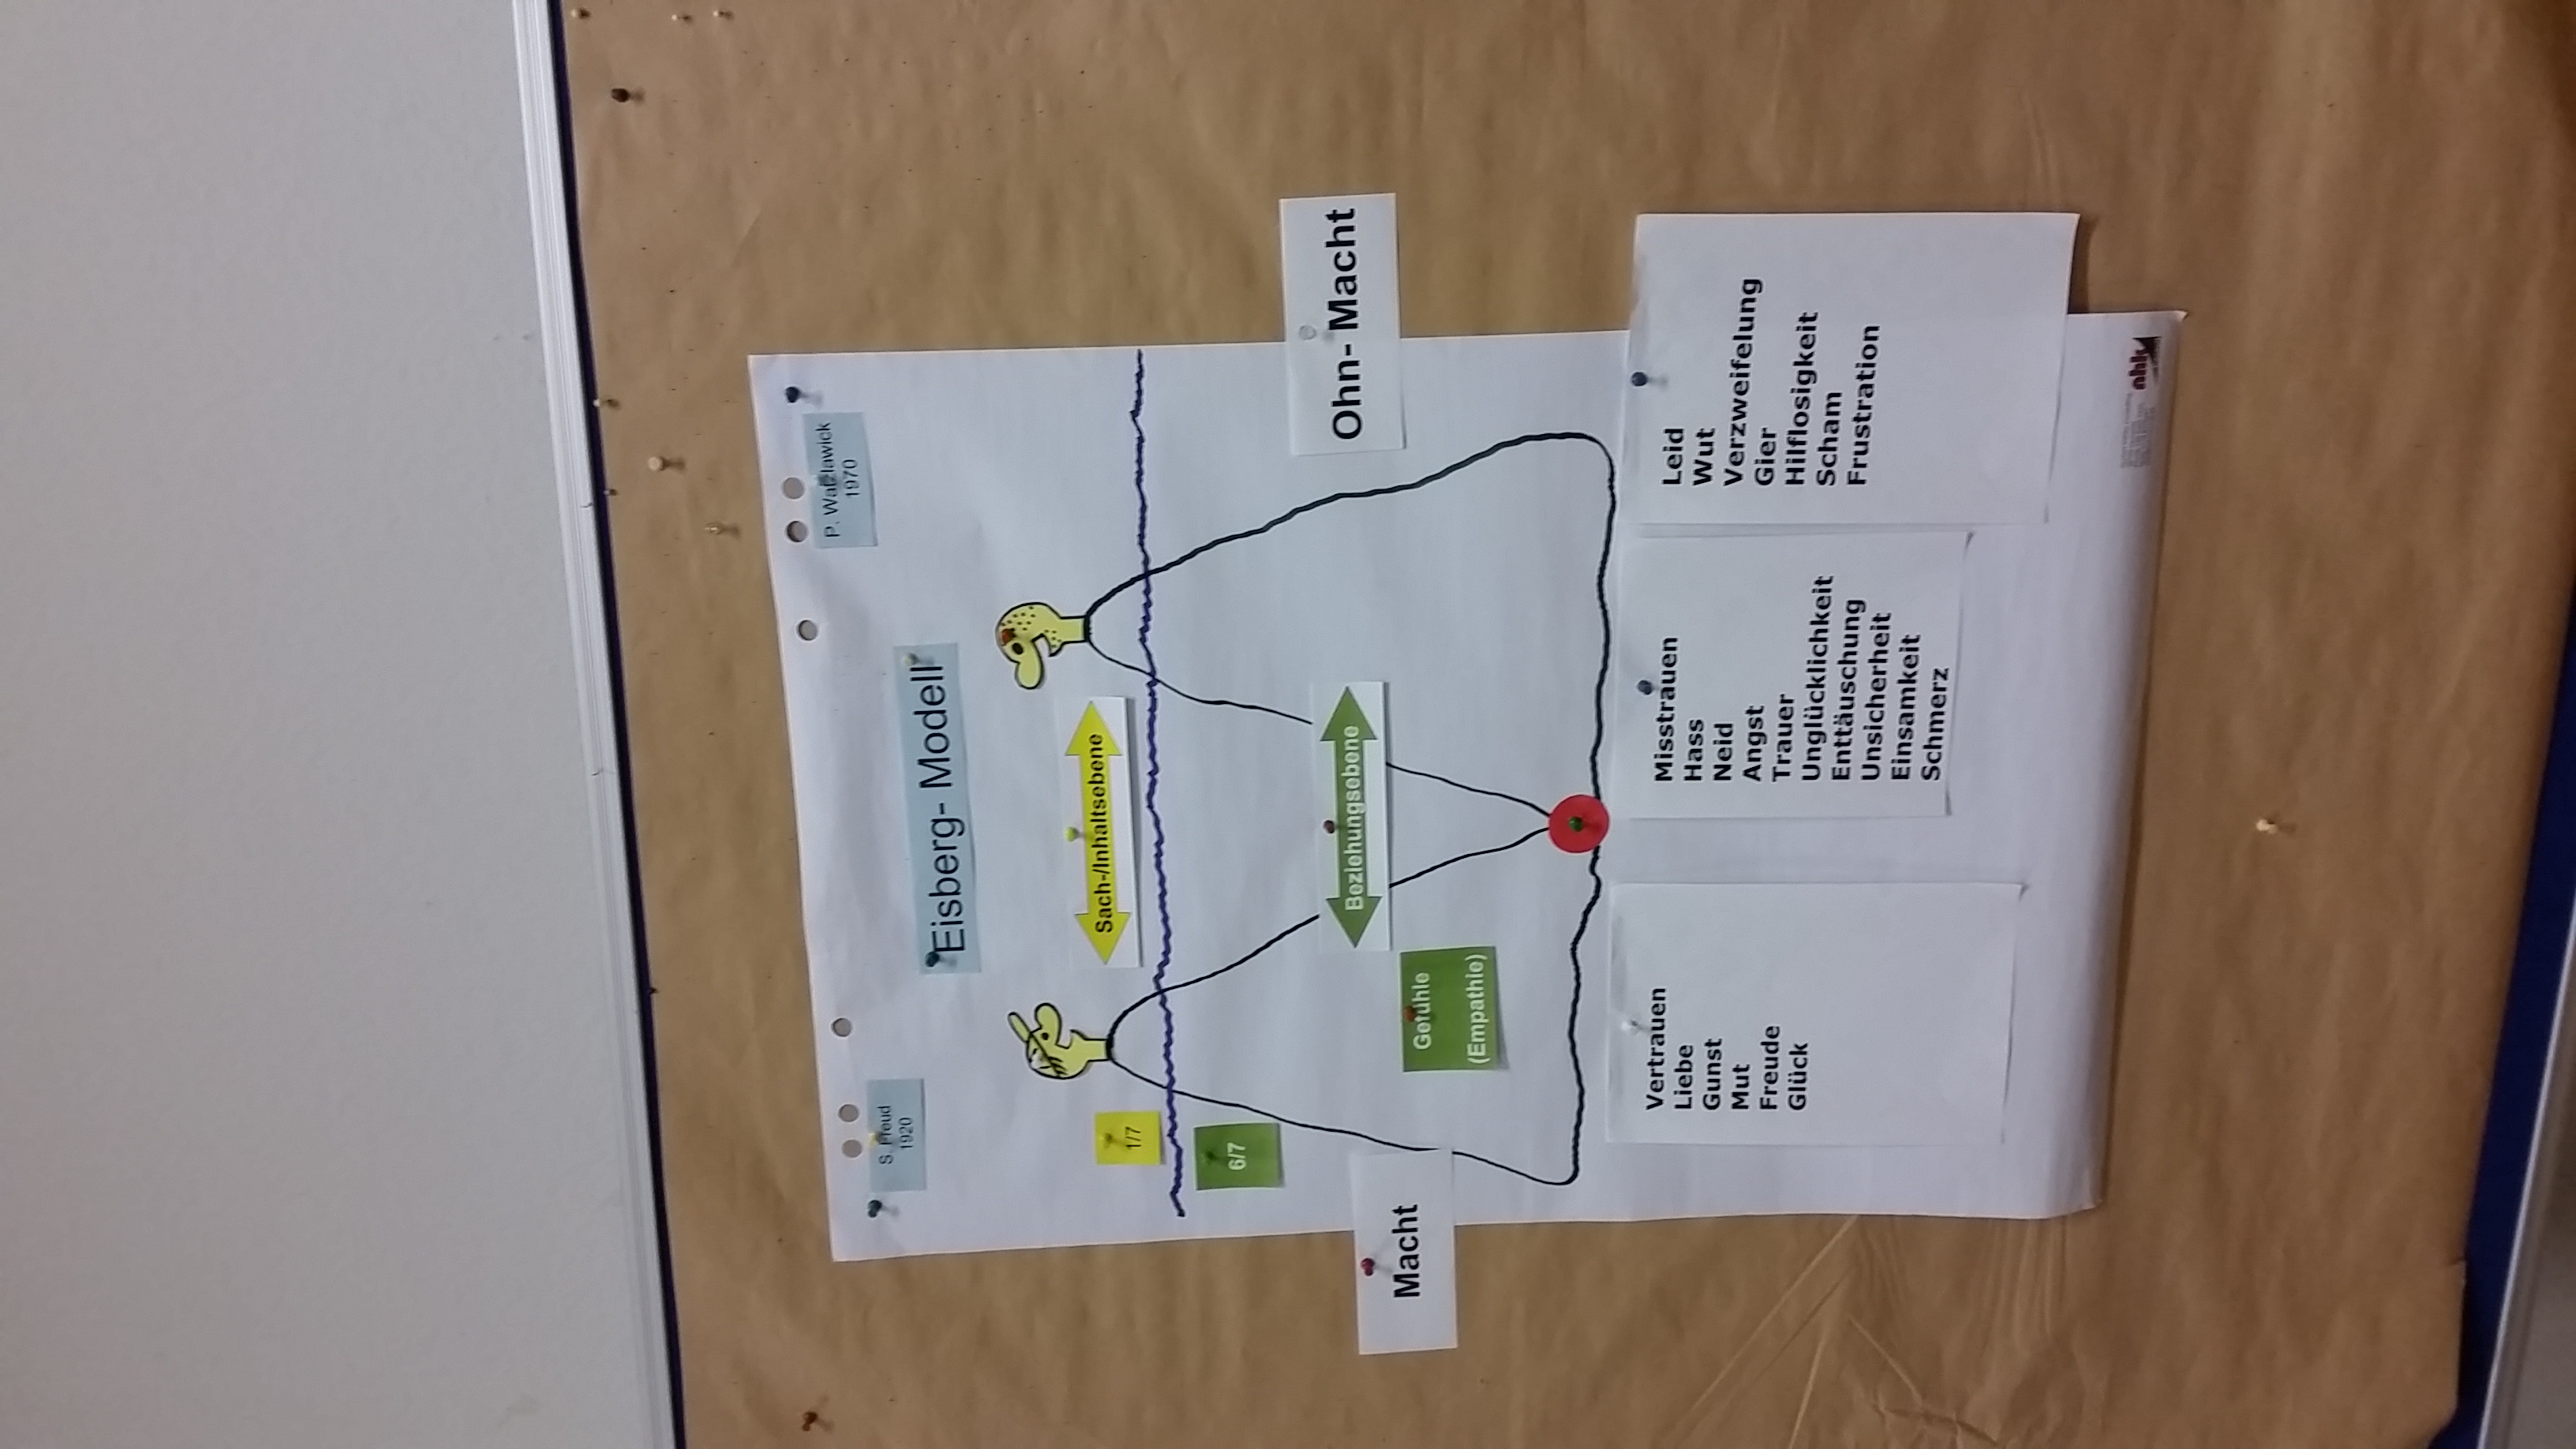 P. Watzlawick
1970
S. Freud
1920
Eisberg- Modell
Sach-/Inhaltsebene
1/7
6/7
Beziehungsebene
Ohn- Macht
Macht
Gefühle
(Empathie)
Vertrauen
Liebe
Gunst
Mut
Freude
Glück
Misstrauen
Hass
Neid
Angst
Trauer
Unglücklichkeit
Enttäuschung
Unsicherheit
Einsamkeit
Schmerz
Leid
Wut
Verzweifelung
Gier
Hilflosigkeit
Scham
Frustration